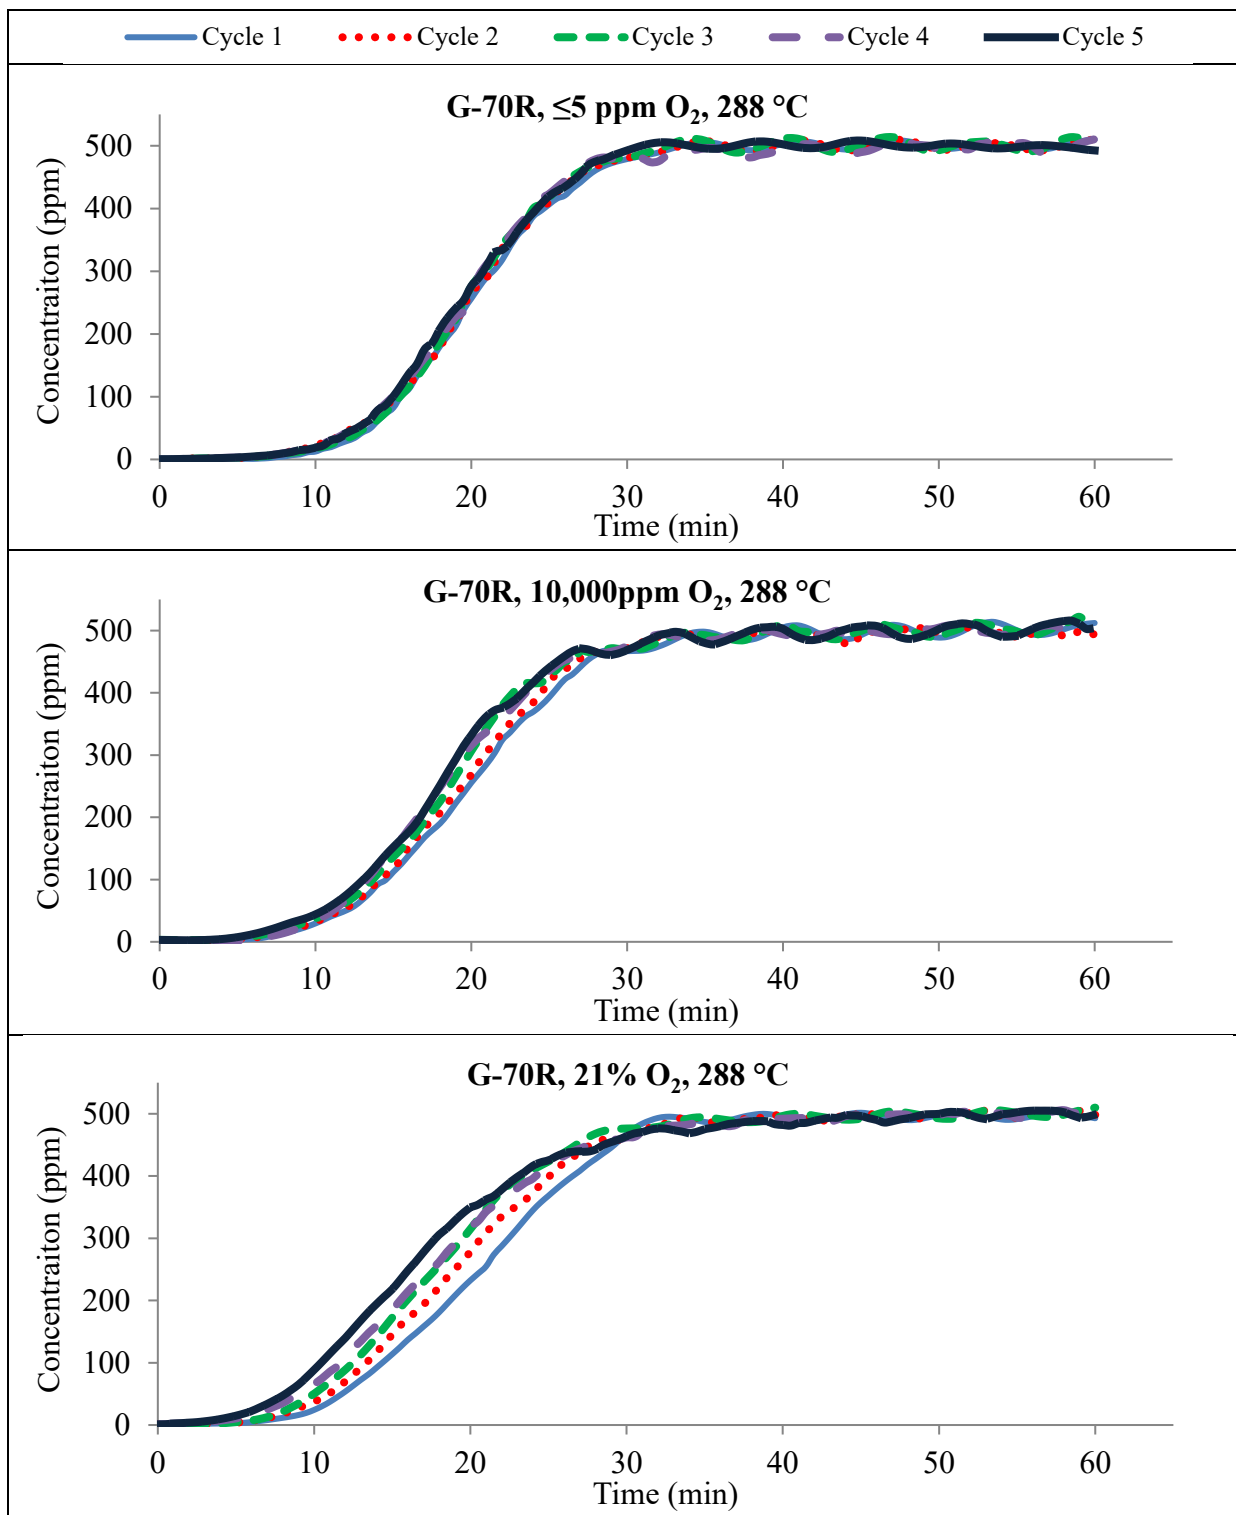 Cycle 1 Cycle 2 Cycle 3 Cycle 4 Cycle 5
G-70R, ≤5 ppm O₂, 288 °C
Concentraiton (ppm)
500
400
300
200
100
0
0 10 20 30 40 50 60
Time (min)
G-70R, 10,000ppm O₂, 288 °C
Concentraiton (ppm)
500
400
300
200
100
0
0 10 20 30 40 50 60
Time (min)
G-70R, 21% O₂, 288 °C
Concentraiton (ppm)
500
400
300
200
100
0
0 10 20 30 40 50 60
Time (min)